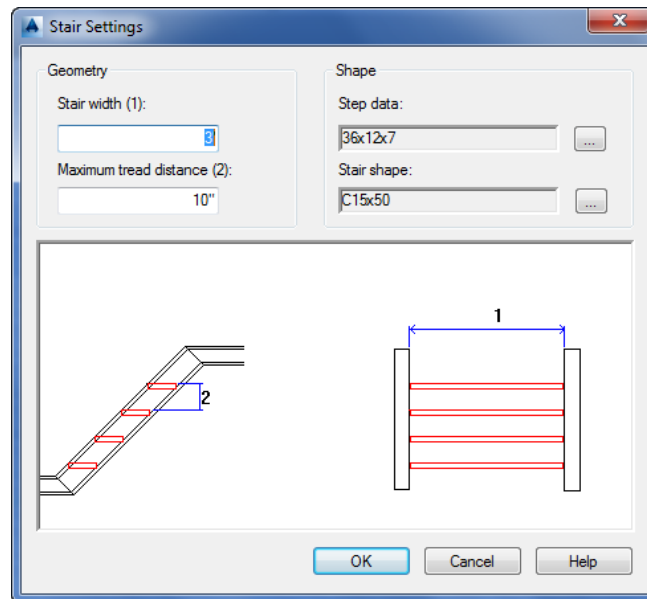 Stair Settings
Geometry
Stair width (1):
3'
Maximum tread distance (2):
10"
Shape
Step data:
36x12x7
...
Stair shape:
C15x50
...
2
1
OK
Cancel
Help